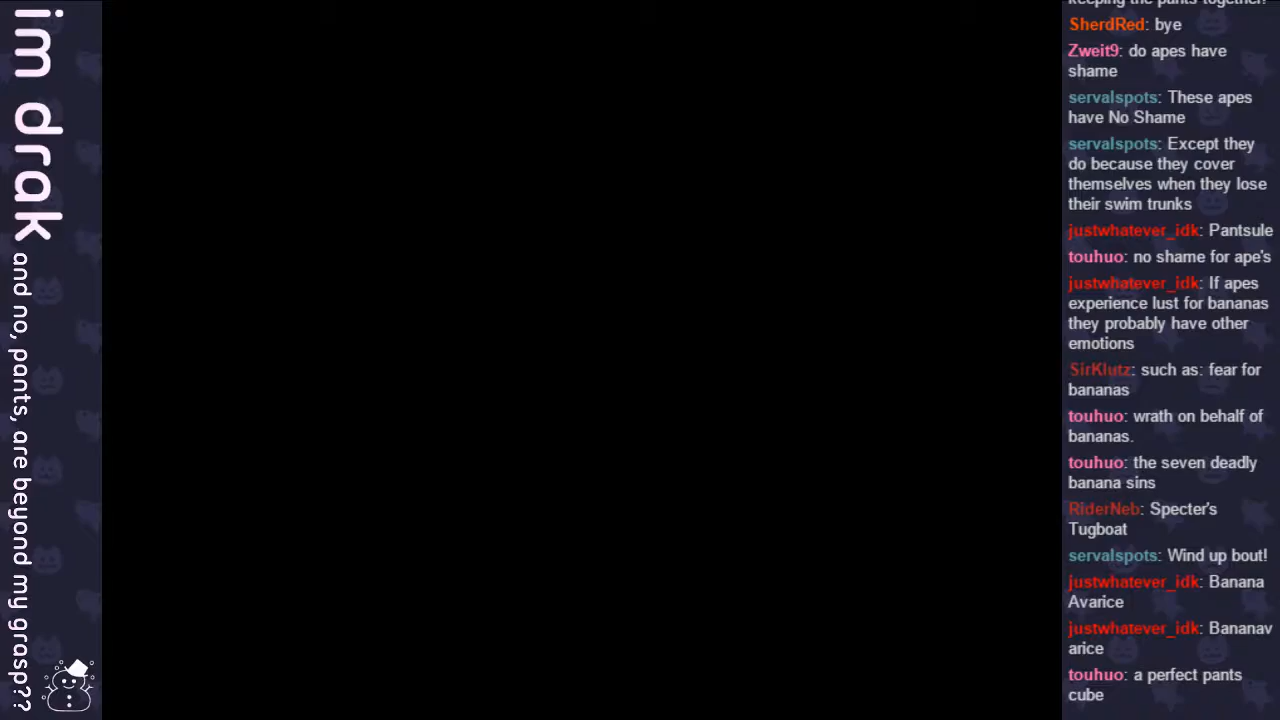 im drak
and no, pants, are beyond my grasp??
keeping the pants together!
SherdRed: bye
Zweit9: do apes have
shame
servalspots: These apes
have No Shame
servalspots: Except they
do because they cover
themselves when they lose
their swim trunks
justwhatever_idk: Pantsule
touhuo: no shame for ape's
justwhatever_idk: If apes
experience lust for bananas
they probably have other
emotions
SirKlutz: such as: fear for
bananas
touhuo: wrath on behalf of
bananas.
touhuo: the seven deadly
banana sins
RiderNeb: Specter's
Tugboat
servalspots: Wind up bout!
justwhatever_idk: Banana
Avarice
justwhatever_idk: Bananav
arice
touhuo: a perfect pants
cube